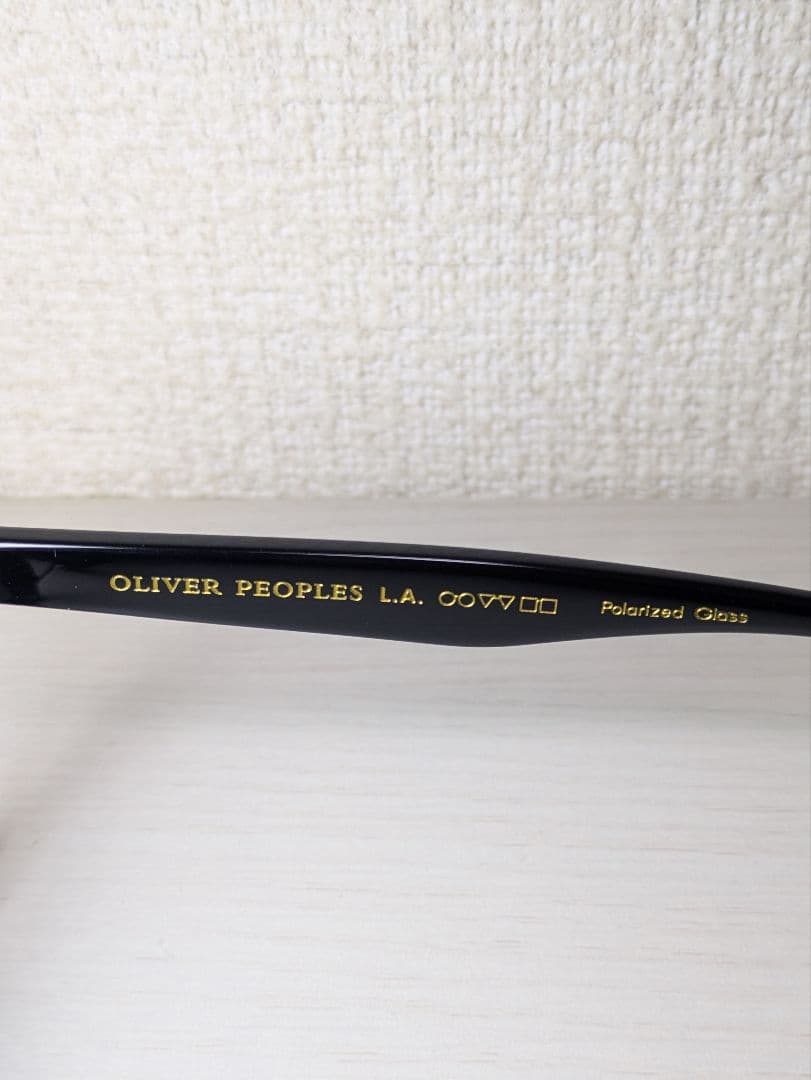 OLIVER PEOPLES L.A. ○○▽▽□□ Polarized Glass